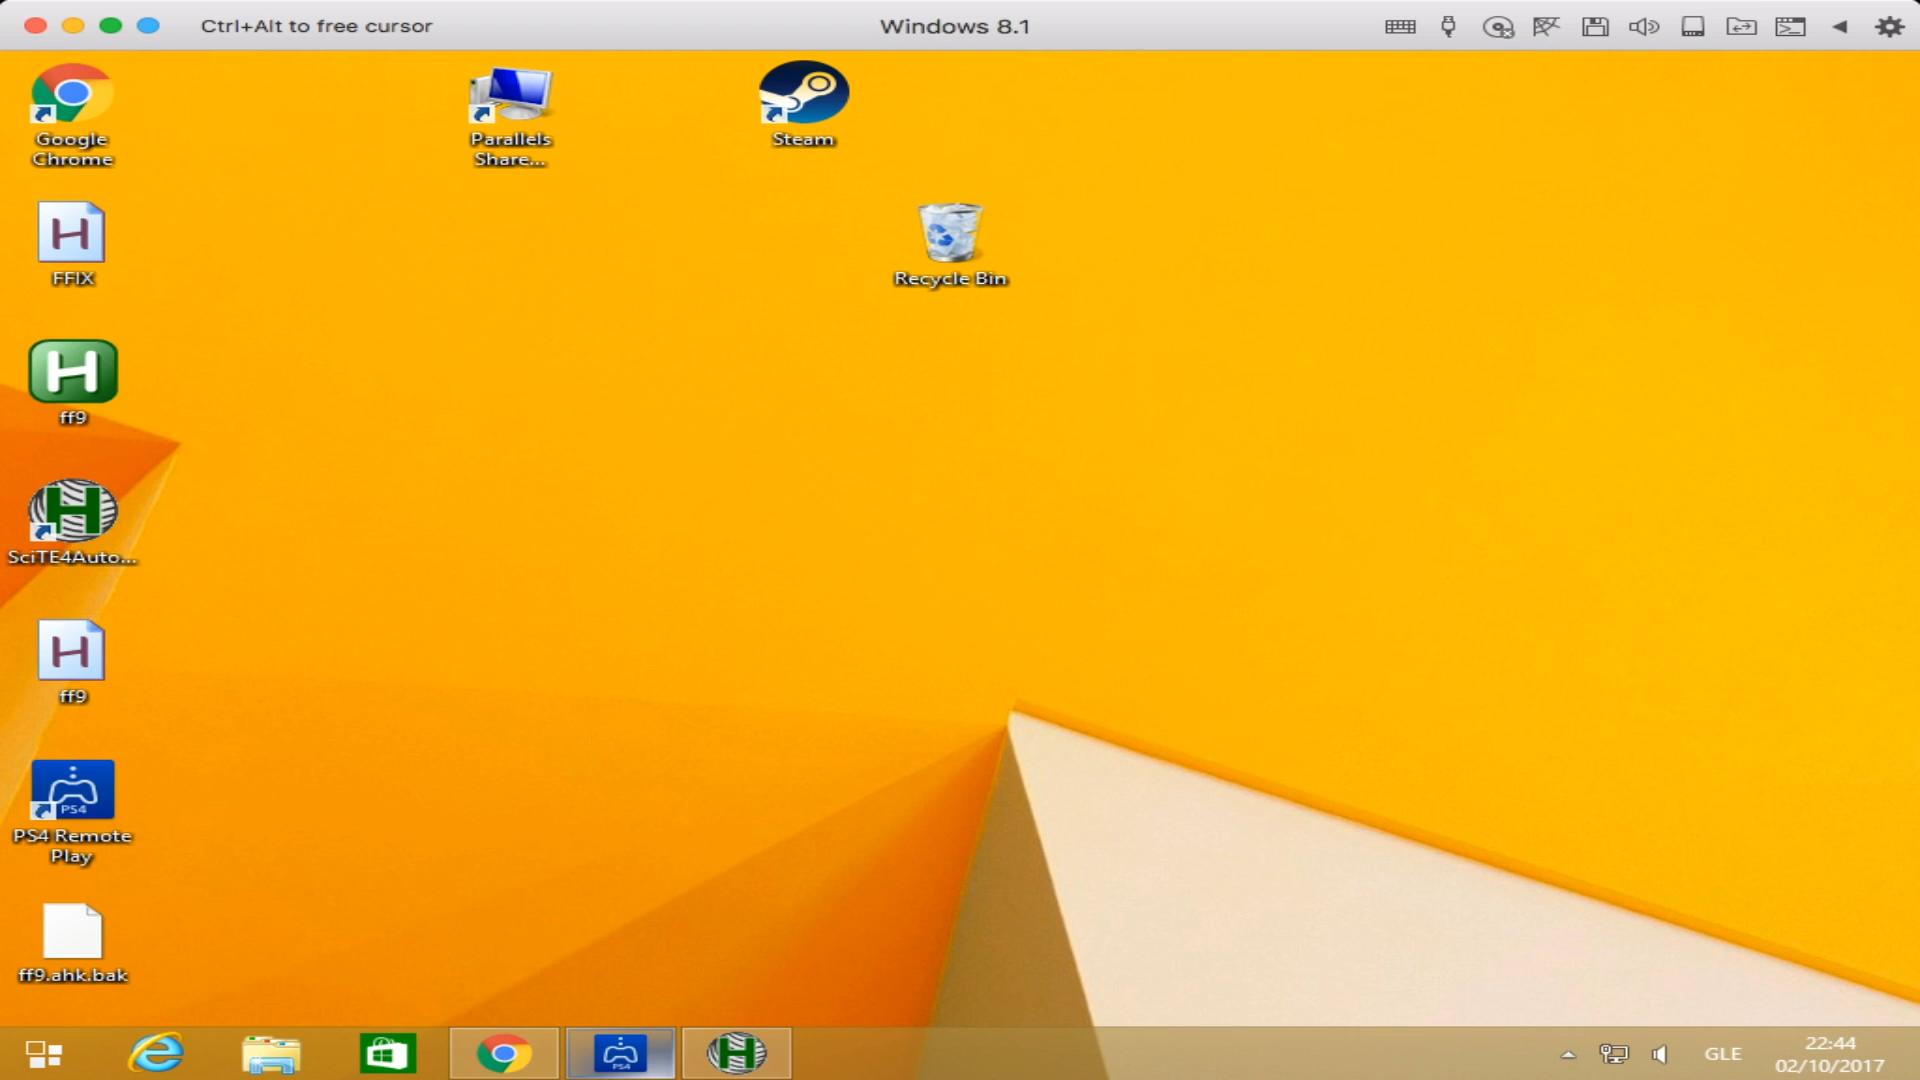 Ctrl+Alt to free cursor
Windows 8.1
Google
Chrome
Parallels
Share...
Steam
FFIX
Recycle Bin
ff9
SciTE4Auto...
ff9
PS4
PS4 Remote
Play
ff9.ahk.bak
PS4
GLE
22:44
02/10/2017